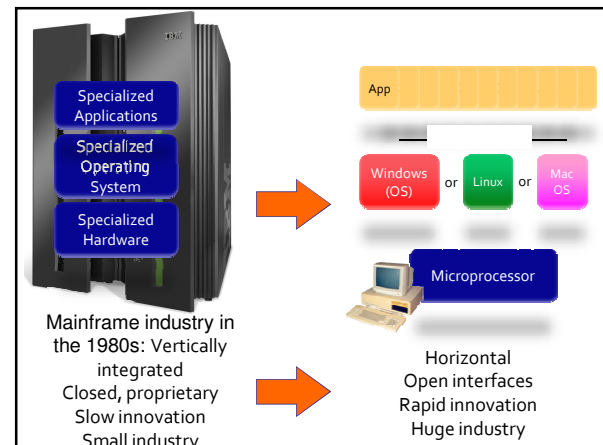 IBM
Specialized
Applications
Specialized
Operating
System
Specialized
Hardware
Mainframe industry in
the 1980s: Vertically
integrated
Closed, proprietary
Slow innovation
Small industry
App
Windows
(OS)
or
Linux
or
Mac
OS
Microprocessor
Horizontal
Open interfaces
Rapid innovation
Huge industry